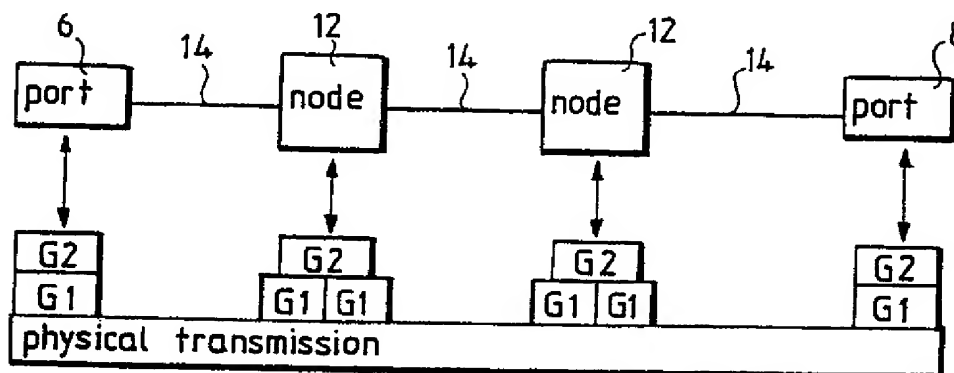 6 14 12 14 12 14 8
port node node port
G2 G2 G2 G2
G1 G1 G1 G1 G1 G1
physical transmission